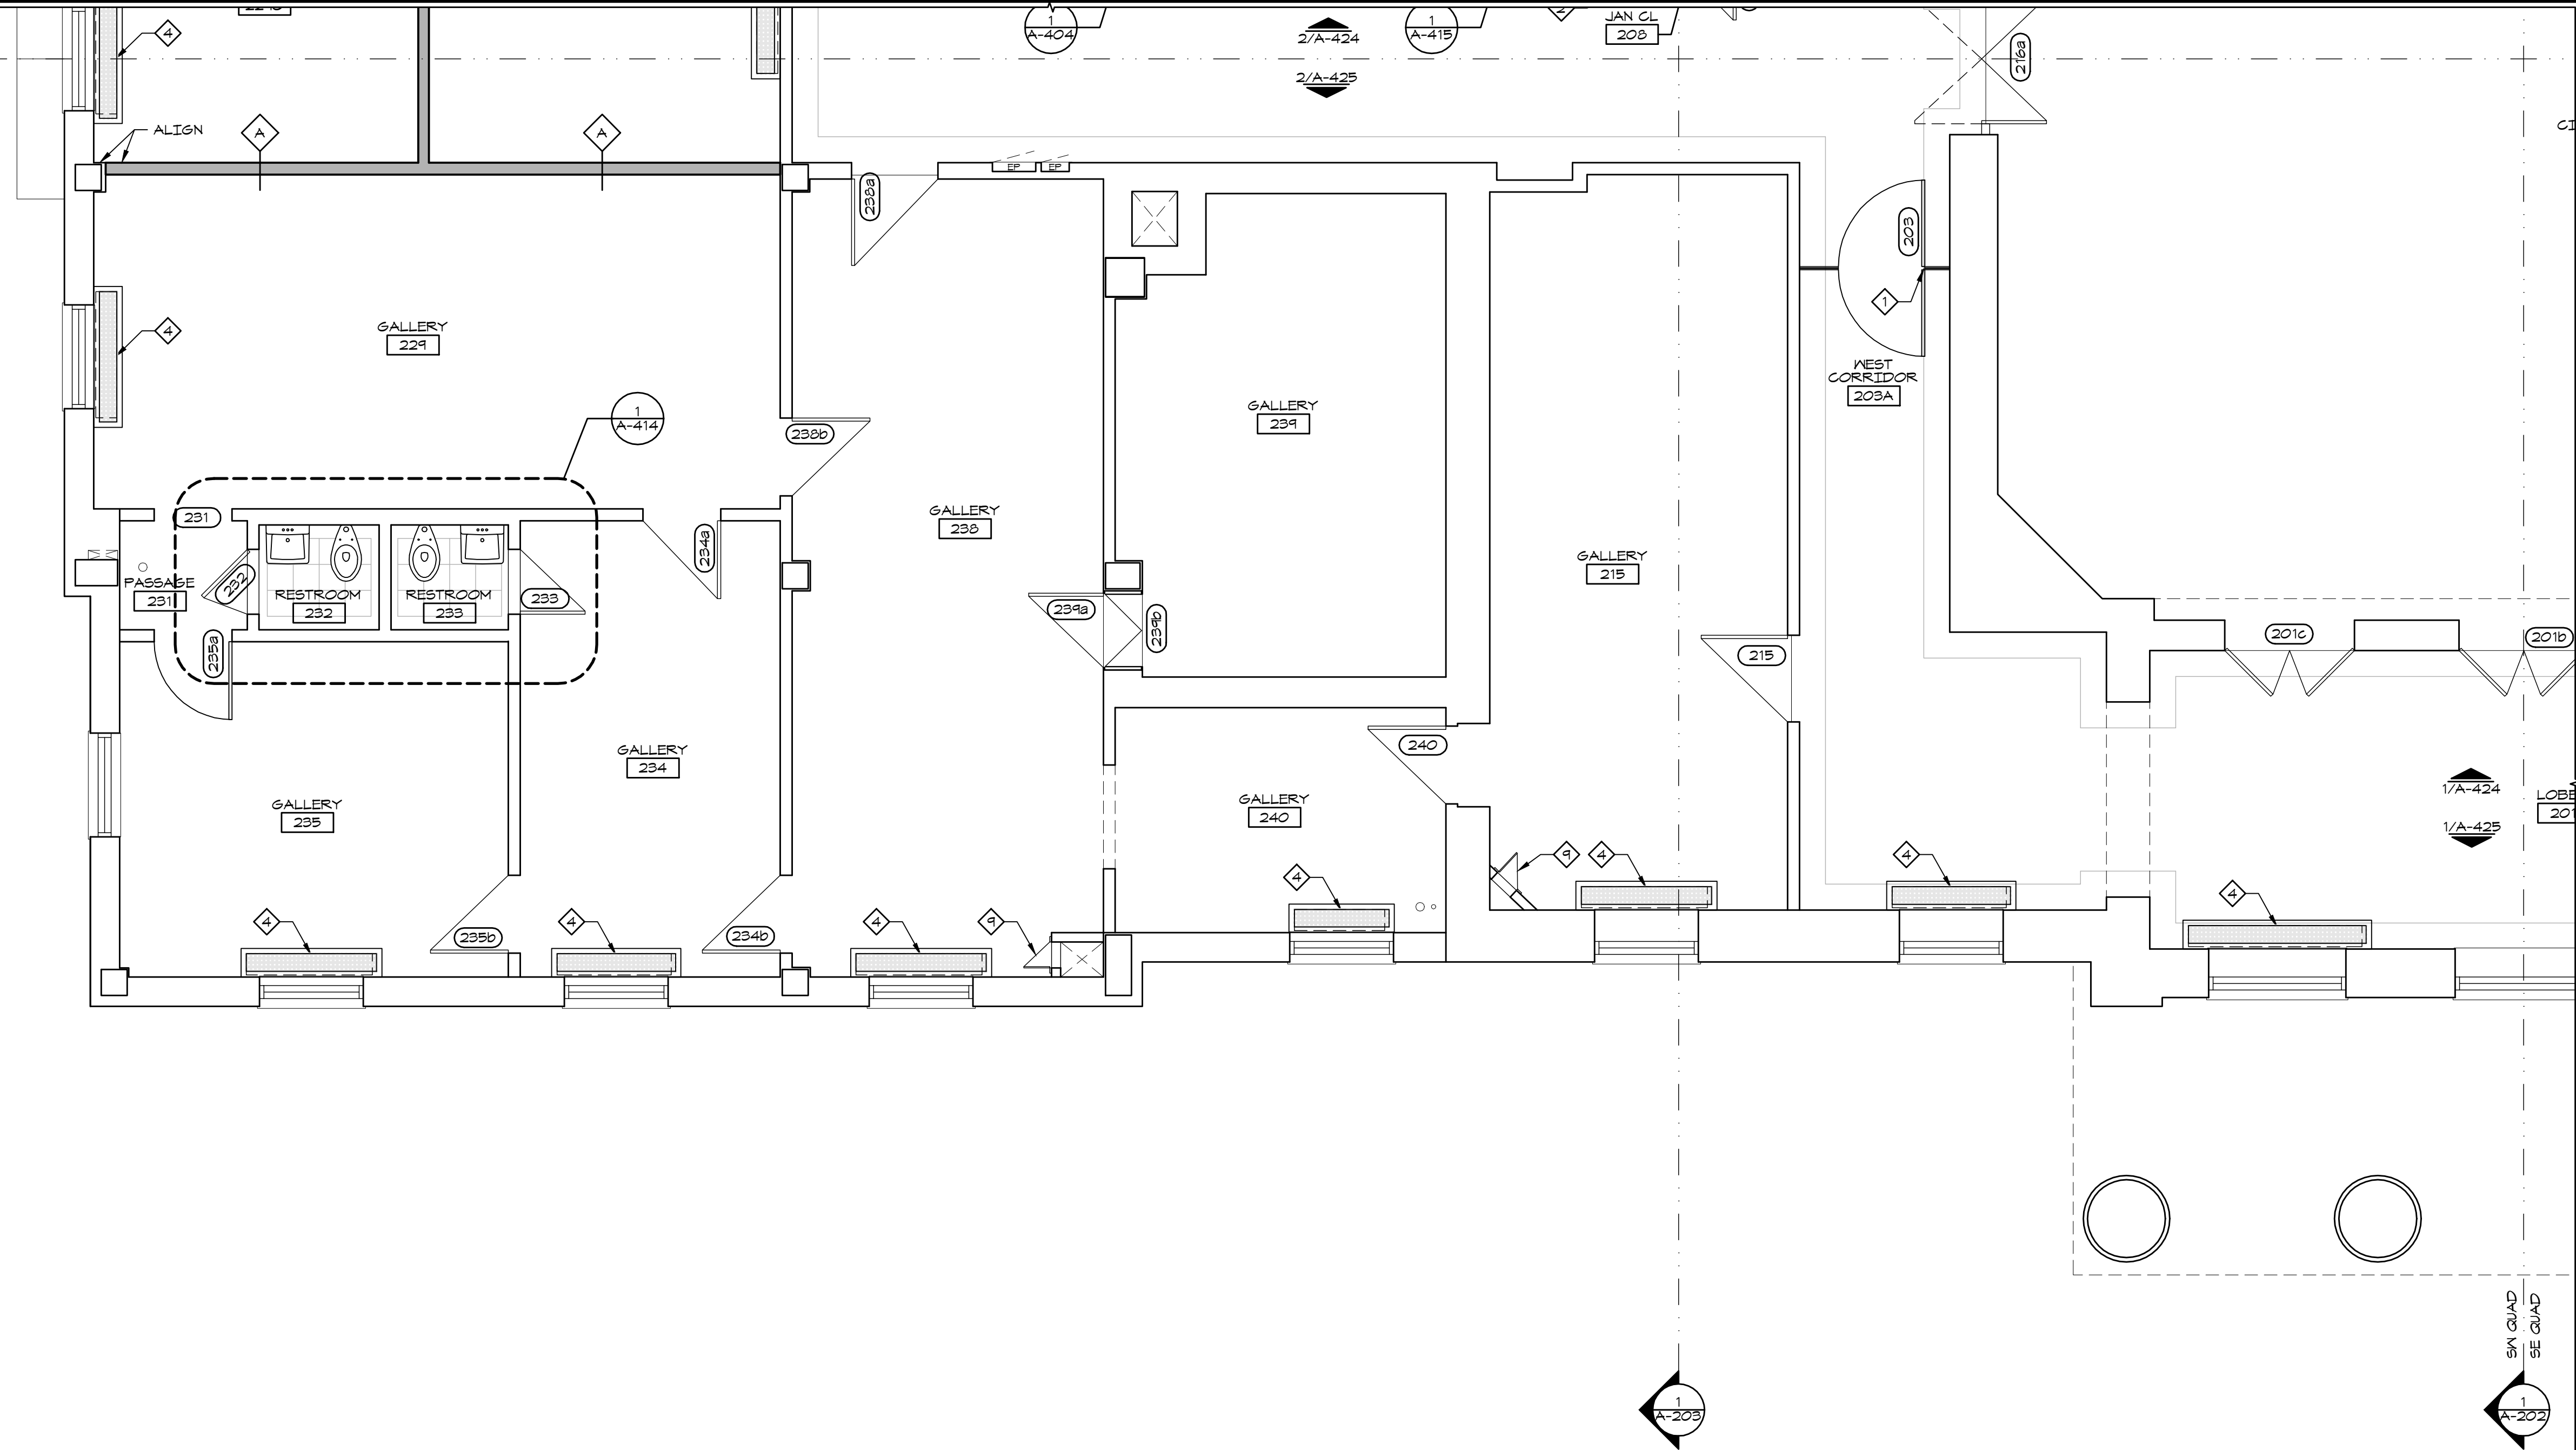 4
1
A-404
2/A-424
1
A-415
JAN CL
208
216a
2/A-425
ALIGN
A
A
EP
EP
238a
203
1
4
GALLERY
229
WEST
CORRIDOR
203A
GALLERY
239
1
A-414
238b
231
GALLERY
238
234a
GALLERY
215
PASSAGE
231
232
RESTROOM
232
RESTROOM
233
233
239a
239b
235a
215
201c
201b
GALLERY
234
240
1/A-424
GALLERY
235
GALLERY
240
1/A-425
4
9
4
4
4
4
4
4
9
4
235b
234b
SW QUAD
SE QUAD
1
A-203
1
A-202